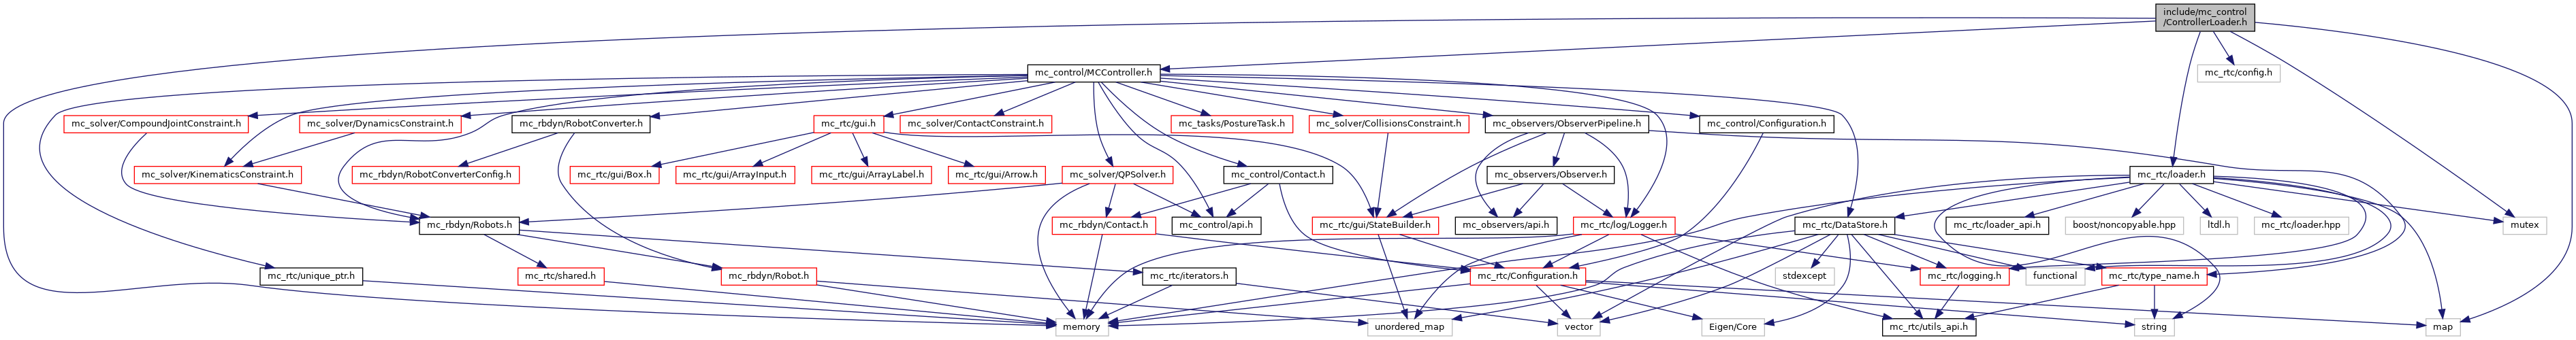 include/mc_control
/ControllerLoader.h
mc_control/MCController.h
mc_rtc/config.h
mc_solver/CompoundJointConstraint.h
mc_solver/DynamicsConstraint.h
mc_rbdyn/RobotConverter.h
mc_rtc/gui.h
mc_solver/ContactConstraint.h
mc_tasks/PostureTask.h
mc_solver/CollisionsConstraint.h
mc_observers/ObserverPipeline.h
mc_control/Configuration.h
mc_solver/KinematicsConstraint.h
mc_rbdyn/RobotConverterConfig.h
mc_rtc/gui/Box.h
mc_rtc/gui/ArrayInput.h
mc_rtc/gui/ArrayLabel.h
mc_rtc/gui/Arrow.h
mc_solver/QPSolver.h
mc_control/Contact.h
mc_observers/Observer.h
mc_rtc/loader.h
mc_rbdyn/Robots.h
mc_rbdyn/Contact.h
mc_control/api.h
mc_rtc/gui/StateBuilder.h
mc_observers/api.h
mc_rtc/log/Logger.h
mc_rtc/DataStore.h
mc_rtc/loader_api.h
boost/noncopyable.hpp
ltdl.h
mc_rtc/loader.hpp
mutex
mc_rtc/unique_ptr.h
mc_rtc/shared.h
mc_rbdyn/Robot.h
mc_rtc/iterators.h
mc_rtc/Configuration.h
stdexcept
mc_rtc/logging.h
functional
mc_rtc/type_name.h
memory
unordered_map
vector
Eigen/Core
mc_rtc/utils_api.h
string
map